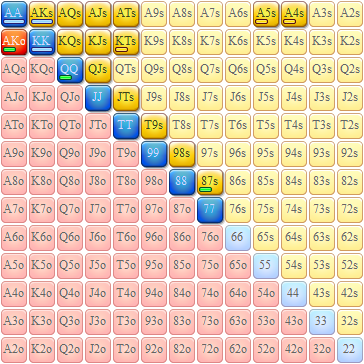 AA AKs AQs AJs ATs A9s A8s A7s A6s A5s A4s A3s A2s
AKo KK KQs KJs KTs K9s K8s K7s K6s K5s K4s K3s K2s
AQo KQo QQ QJs QTs Q9s Q8s Q7s Q6s Q5s Q4s Q3s Q2s
AJo KJo QJo JJ JTs J9s J8s J7s J6s J5s J4s J3s J2s
ATo KTo QTo JTo TT T9s T8s T7s T6s T5s T4s T3s T2s
A9o K9o Q9o J9o T9o 99 98s 97s 96s 95s 94s 93s 92s
A8o K8o Q8o J8o T8o 98o 88 87s 86s 85s 84s 83s 82s
A7o K7o Q7o J7o T7o 97o 87o 77 76s 75s 74s 73s 72s
A6o K6o Q6o J6o T6o 96o 86o 76o 66 65s 64s 63s 62s
A5o K5o Q5o J5o T5o 95o 85o 75o 65o 55 54s 53s 52s
A4o K4o Q4o J4o T4o 94o 84o 74o 64o 54o 44 43s 42s
A3o K3o Q3o J3o T3o 93o 83o 73o 63o 53o 43o 33 32s
A2o K2o Q2o J2o T2o 92o 82o 72o 62o 52o 42o 32o 22